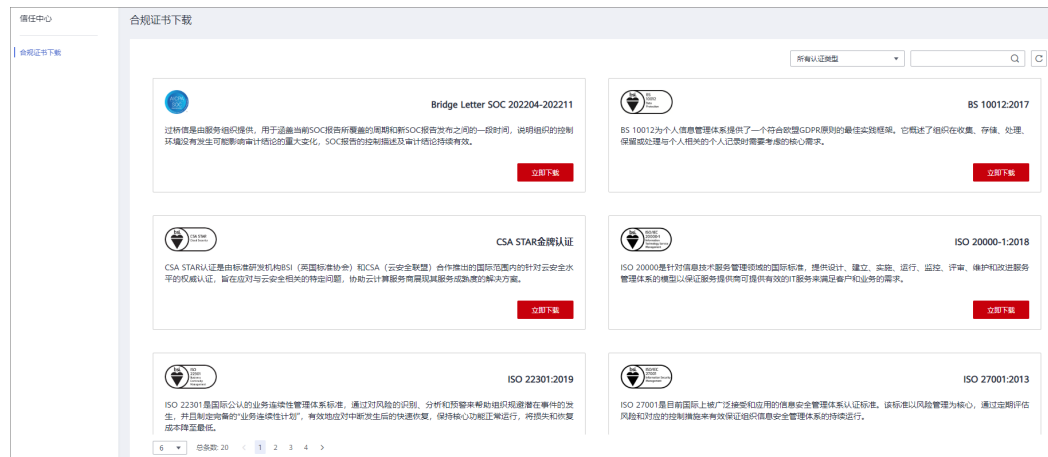 信任中心
合规证书下载
合规证书下载
所有认证类型
Bridge Letter SOC 202204-202211
过桥信是由服务组织提供，用于涵盖当前SOC报告所覆盖的周期和新SOC报告发布之间的一段时间，说明组织的控制
环境没有发生可能影响审计结论的重大变化，SOC报告的控制描述及审计结论持续有效。
立即下载
BS 10012:2017
BS 10012为个人信息管理体系提供了一个符合欧盟GDPR原则的最佳实践框架。它概述了组织在收集、存储、处理、
保留或处理与个人相关的个人记录时需要考虑的核心需求。
立即下载
CSA STAR金牌认证
CSA STAR认证是由标准研发机构BSI（英国标准协会）和CSA（云安全联盟）合作推出的国际范围内的针对云安全水
平的权威认证，旨在应对与云安全相关的特定问题，协助云计算服务商展现其服务成熟度的解决方案。
立即下载
ISO 20000-1:2018
ISO 20000是针对信息技术服务管理领域的国际标准，提供设计、建立、实施、运行、监控、评审、维护和改进服务
管理体系的模型以保证服务提供商可提供有效的IT服务来满足客户和业务的需求。
立即下载
ISO 22301:2019
ISO 22301是国际公认的业务连续性管理体系标准，通过对风险的识别、分析和预警来帮助组织规避潜在事件的发
生，并且制定完备的“业务连续性计划”，有效地应对中断发生后的快速恢复，保持核心功能正常运行，将损失和恢复
成本降至最低。
ISO 27001:2013
ISO 27001是目前国际上被广泛接受和应用的信息安全管理体系认证标准。该标准以风险管理为核心，通过定期评估
风险和对应的控制措施来有效保证组织信息安全管理体系的持续运行。
6 总条数: 20 < 1 2 3 4 >